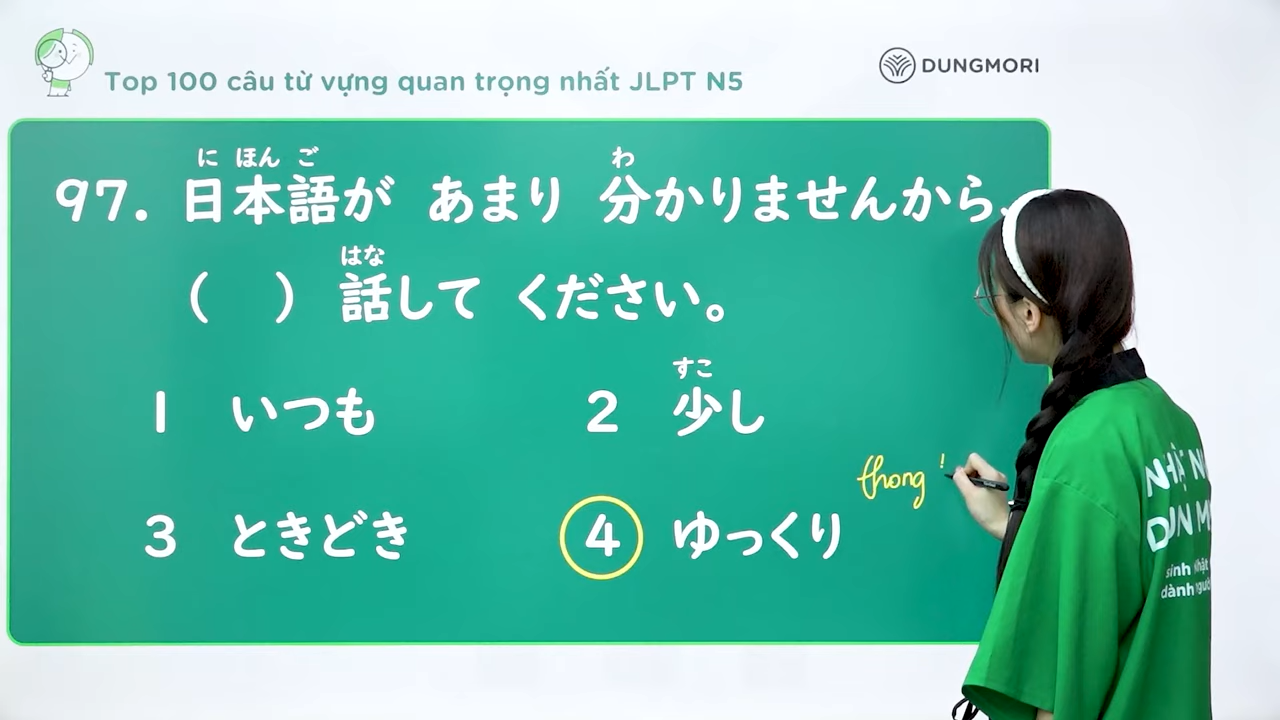 Top 100 câu từ vựng quan trọng nhất JLPT N5
DUNGMORI
に ほん ご わ
97. 日本語が あまり 分かりませんから、
はな
( ) 話して ください。
1 いつも
すこ
2 少し
3 ときどき
4 ゆっくり
thong
DUN
sinh
dành